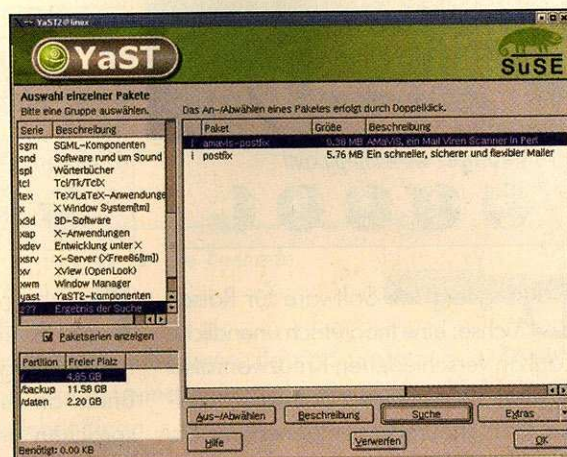 YaST2@linux
YaST
SuSE
Auswahl einzelner Pakete
Bitte eine Gruppe auswählen.
Das An-/Abwählen eines Paketes erfolgt durch Doppelklick.
Serie Beschreibung
sgm SGML-Komponenten
snd Software rund um Sound
spl Wörterbücher
tcl Tcl/Tk/TclX
tex TeX/LaTeX-Anwendunge
x X Window System[tm]
x3d 3D-Software
xap X-Anwendungen
xdev Entwicklung unter X
xsrv X-Server (XFree86[tm])
xv XView (OpenLook)
xwm Window Manager
yast YaST2-Komponenten
z?? Ergebnis der Suche
Paket Größe Beschreibung
i amavis-postfix 0.38 MB AMaViS, ein Mail Viren Scanner in Perl
i postfix 5.76 MB Ein schneller, sicherer und flexibler Mailer
Paketserien anzeigen
Partition Freier Platz
/ 4.85 GB
/backup 11.58 GB
/daten 2.20 GB
Benötigt: 0.00 KB
Aus-/Abwählen Beschreibung Suche Extras
Hilfe Verwerfen OK